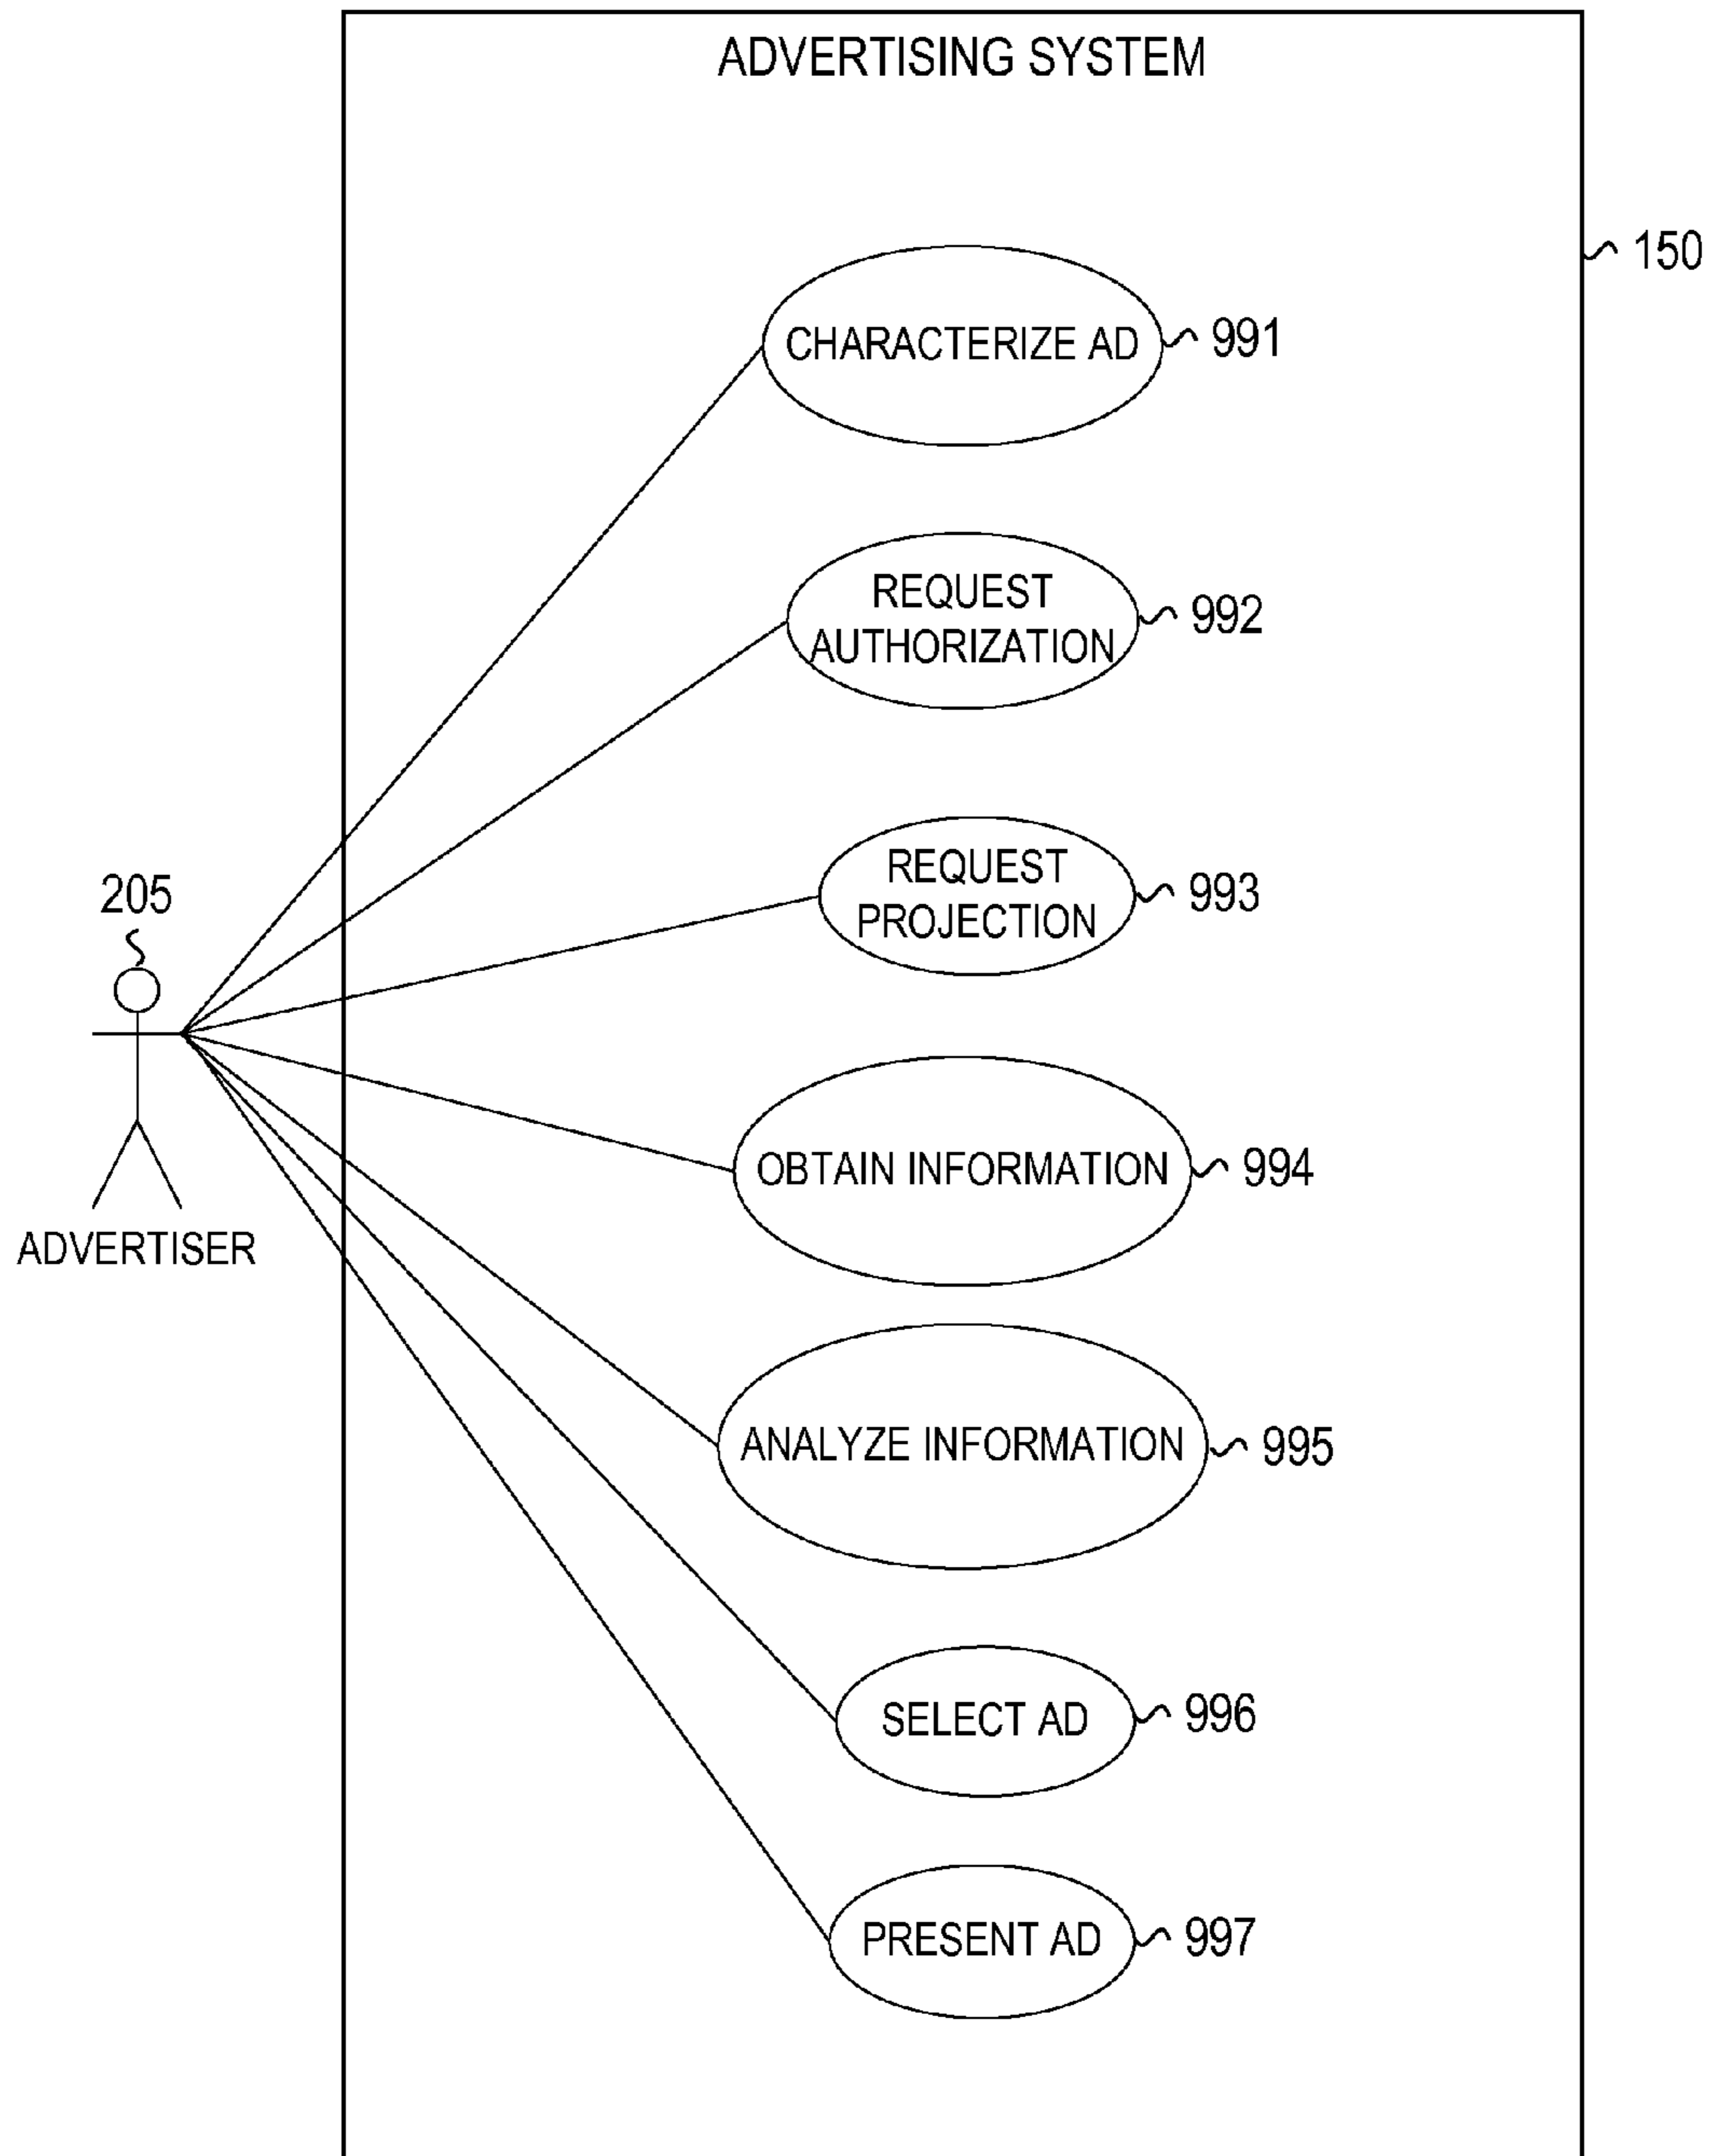 ADVERTISING SYSTEM
150
CHARACTERIZE AD
991
REQUEST
AUTHORIZATION
992
REQUEST
PROJECTION
993
205
ADVERTISER
OBTAIN INFORMATION
994
ANALYZE INFORMATION
995
SELECT AD
996
PRESENT AD
997